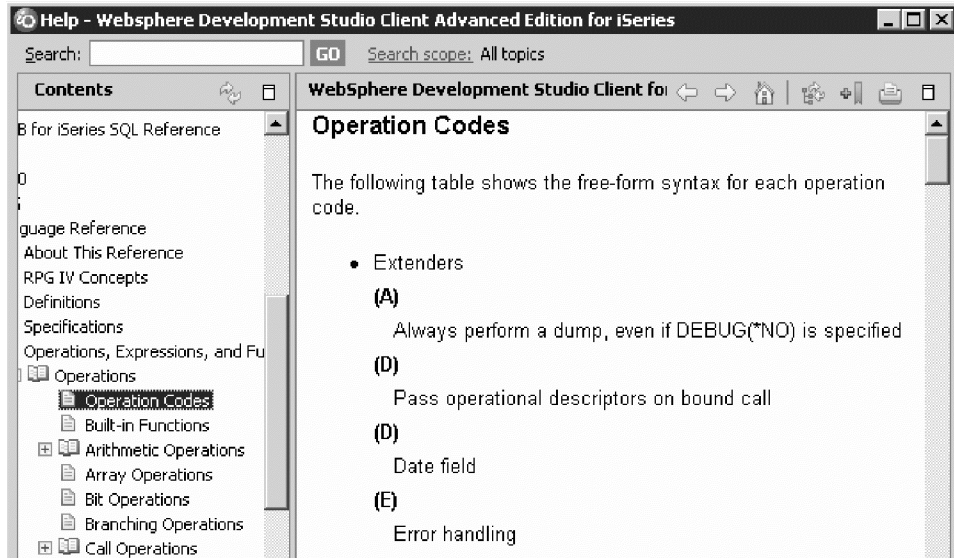 Help - Websphere Development Studio Client Advanced Edition for iSeries
Search: GO Search scope: All topics
Contents
B for iSeries SQL Reference
guage Reference
About This Reference
RPG IV Concepts
Definitions
Specifications
Operations, Expressions, and Fu
Operations
Operation Codes
Built-in Functions
Arithmetic Operations
Array Operations
Bit Operations
Branching Operations
Call Operations
WebSphere Development Studio Client fo
Operation Codes
The following table shows the free-form syntax for each operation
code.
• Extenders
(A)
Always perform a dump, even if DEBUG(*NO) is specified
(D)
Pass operational descriptors on bound call
(D)
Date field
(E)
Error handling